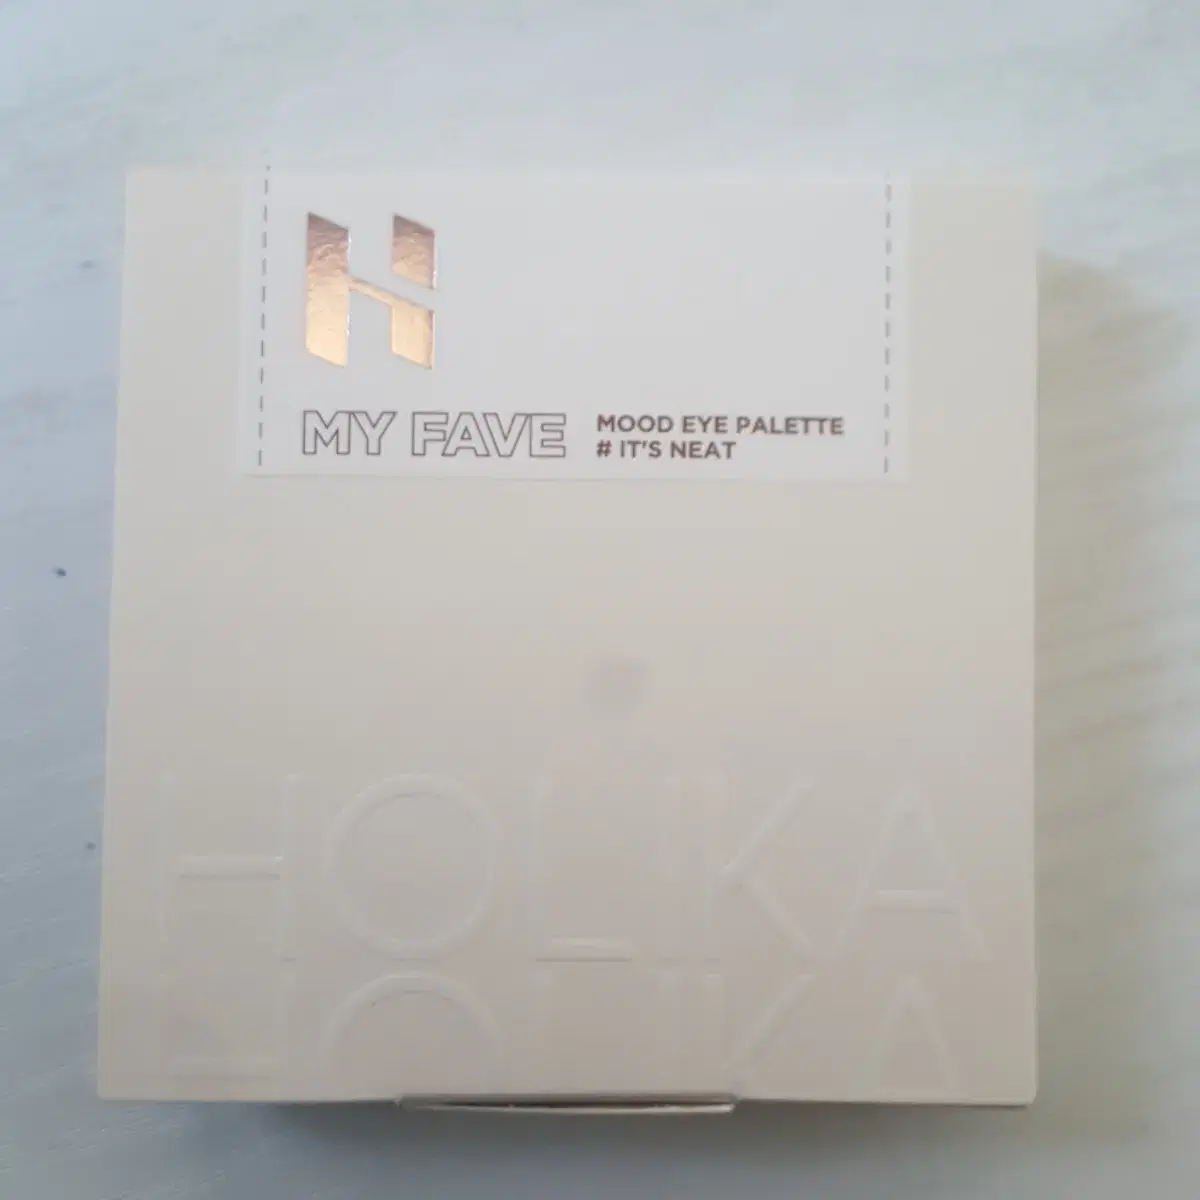 H
MY FAVE
MOOD EYE PALETTE
# IT'S NEAT
HOLIKA
HOLIKA